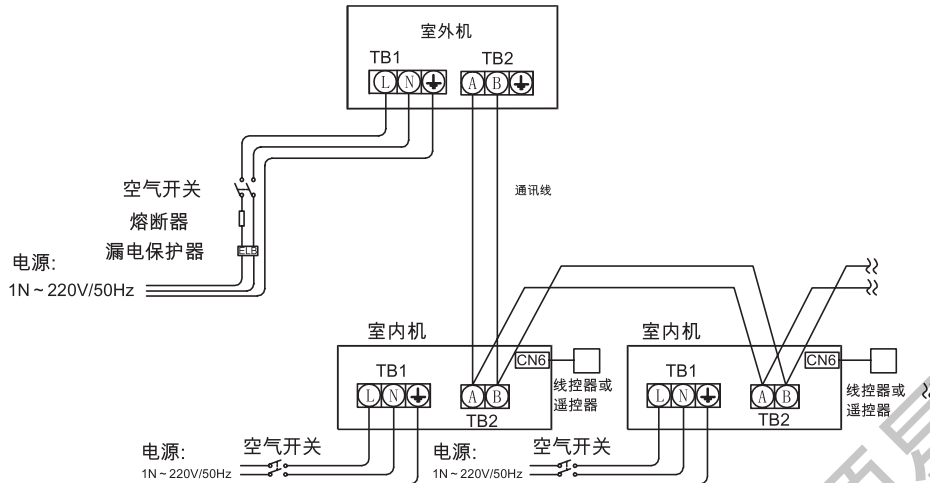 室外机
TB1
TB2
L N
A B
空气开关
熔断器
漏电保护器
ELB
电源:
1N～220V/50Hz
通讯线
室内机
TB1
L N
CN6
A B
TB2
线控器或
遥控器
电源:
1N～220V/50Hz
空气开关
室内机
TB1
L N
CN6
A B
TB2
线控器或
遥控器
电源:
1N～220V/50Hz
空气开关